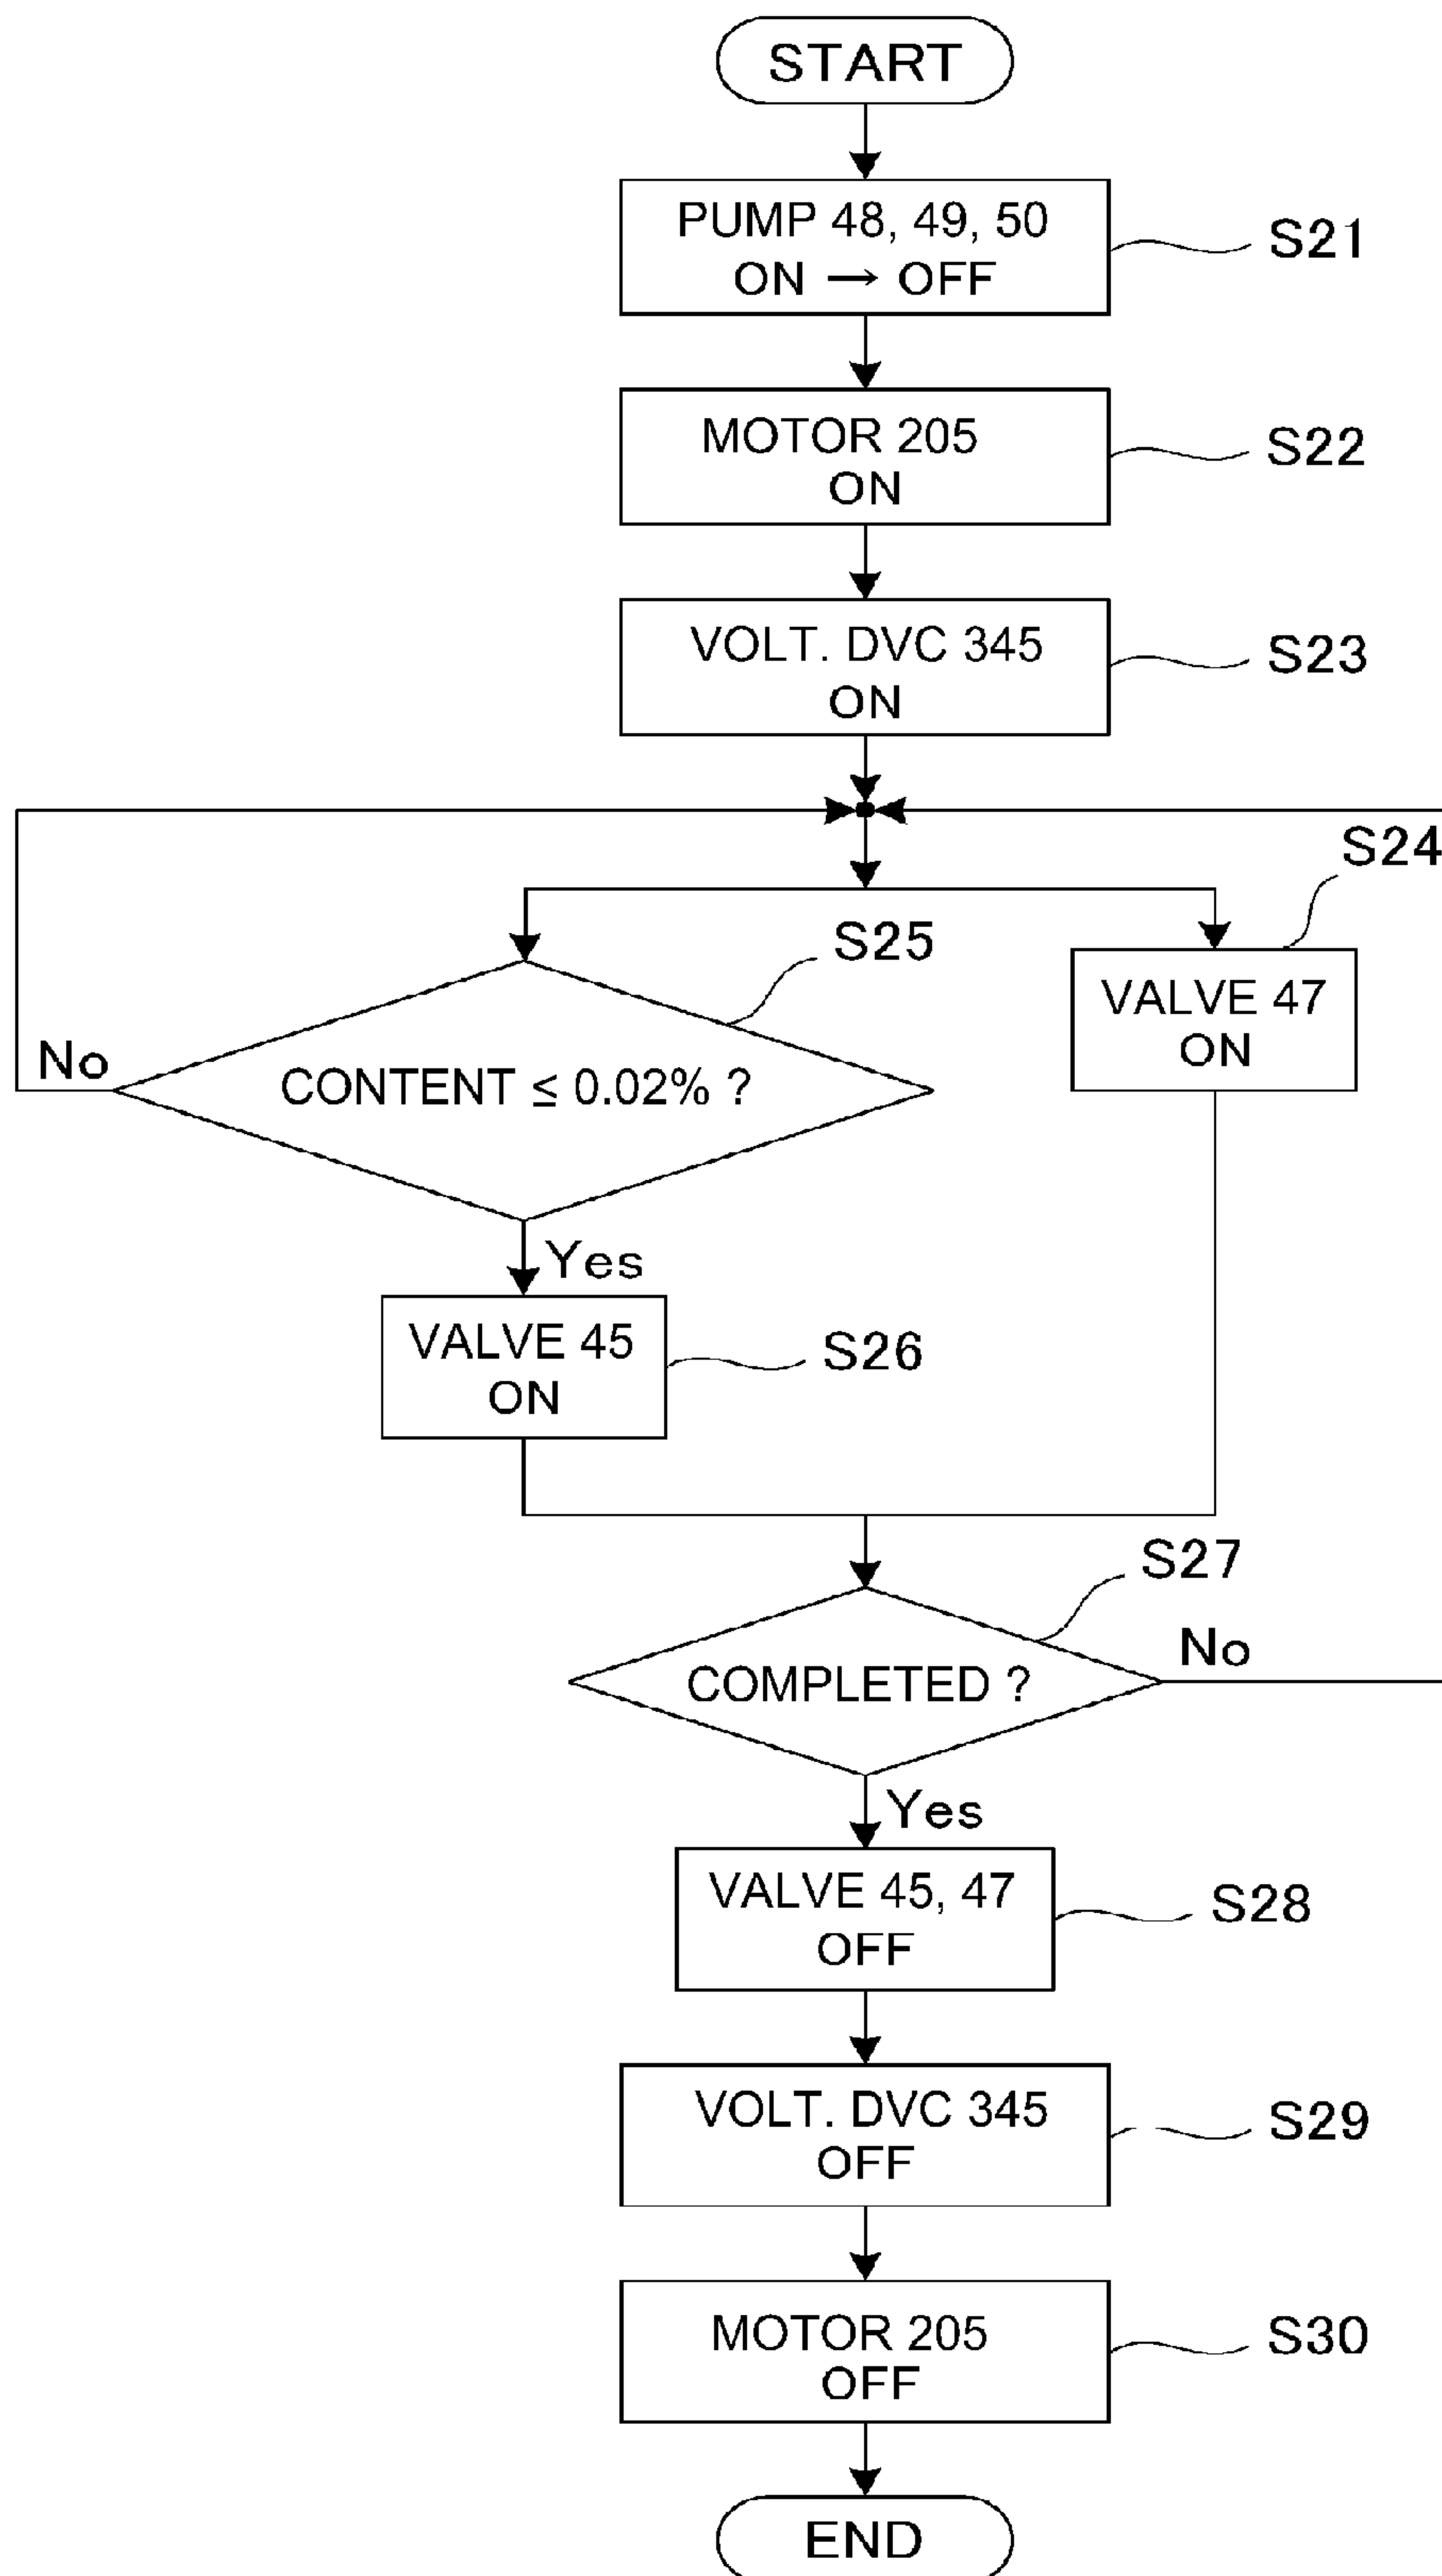 START
PUMP 48, 49, 50
ON → OFF
S21
MOTOR 205
ON
S22
VOLT. DVC 345
ON
S23
S24
VALVE 47
ON
S25
CONTENT ≤ 0.02% ?
No
Yes
VALVE 45
ON
S26
S27
COMPLETED ?
No
Yes
VALVE 45, 47
OFF
S28
VOLT. DVC 345
OFF
S29
MOTOR 205
OFF
S30
END